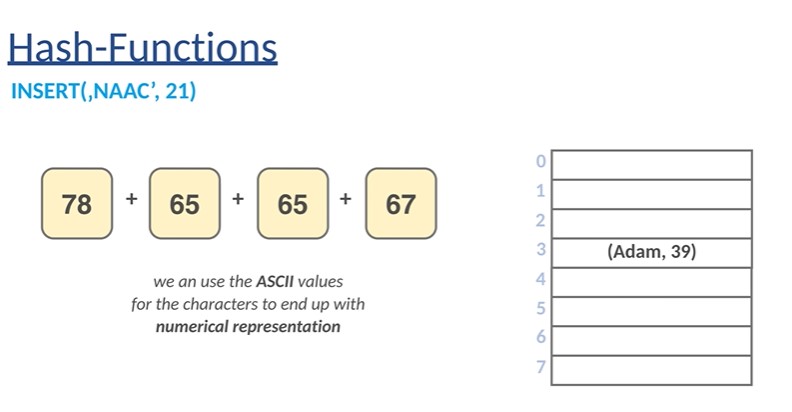 Hash-Functions
INSERT(‚NAAC’, 21)
78 + 65 + 65 + 67
we an use the ASCII values
for the characters to end up with
numerical representation
0
1
2
3 (Adam, 39)
4
5
6
7